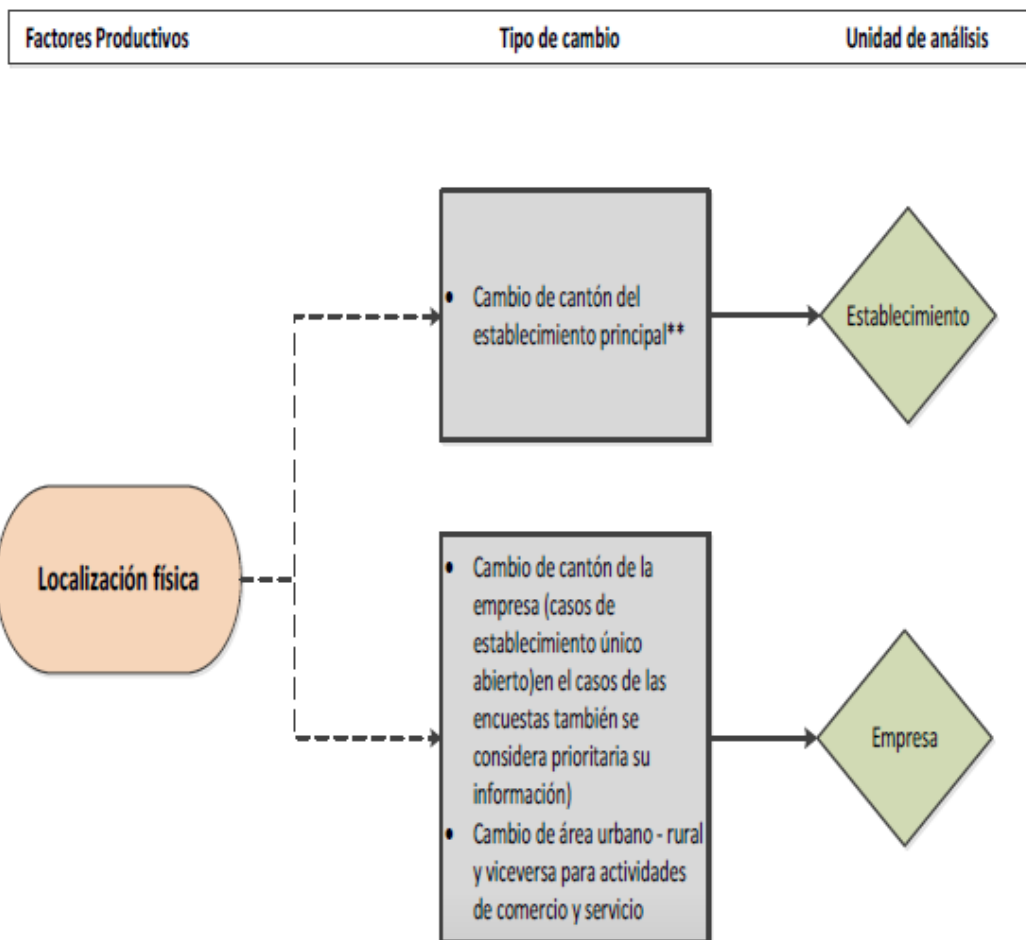 Factores Productivos
Tipo de cambio
Unidad de análisis
Localización física
• Cambio de cantón del
establecimiento principal**
Establecimiento
• Cambio de cantón de la
empresa (casos de
establecimiento único
abierto)en el casos de las
encuestas también se
considera prioritaria su
información)
• Cambio de área urbano - rural
y viceversa para actividades
de comercio y servicio
Empresa